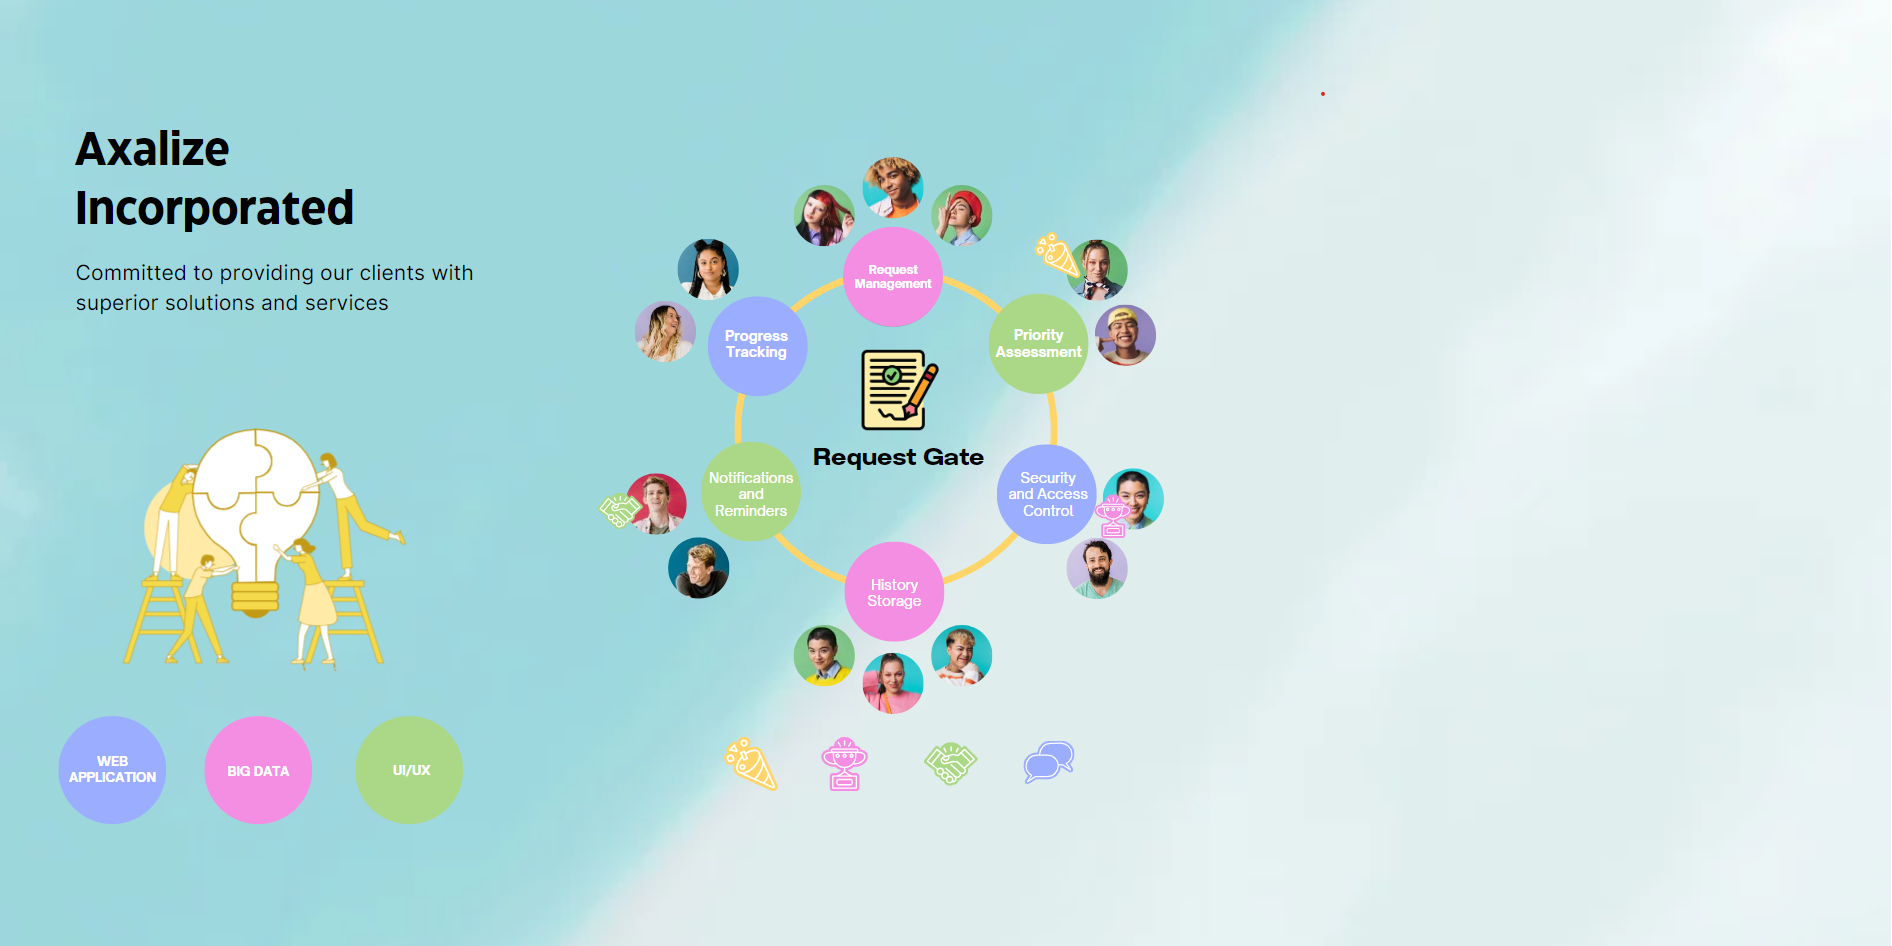 Axalize
Incorporated
Committed to providing our clients with
superior solutions and services
WEB
APPLICATION
BIG DATA
UI/UX
Request
Management
Priority
Assessment
Security
and Access
Control
History
Storage
Notifications
and
Reminders
Progress
Tracking
Request Gate